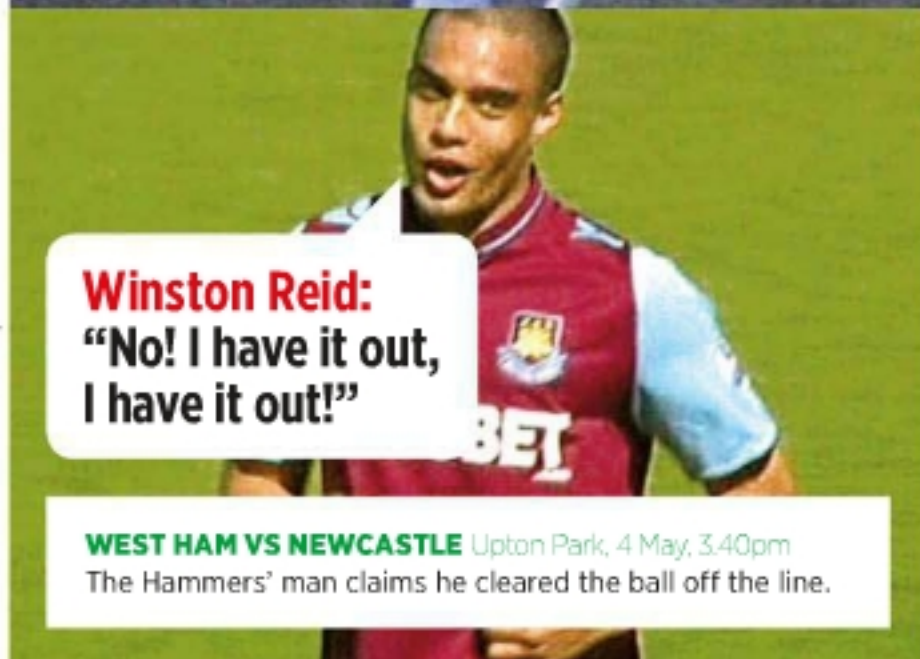 Winston Reid:
“No! I have it out,
I have it out!”
BET
WEST HAM VS NEWCASTLE Upton Park, 4 May, 3.40pm
The Hammers’ man claims he cleared the ball off the line.